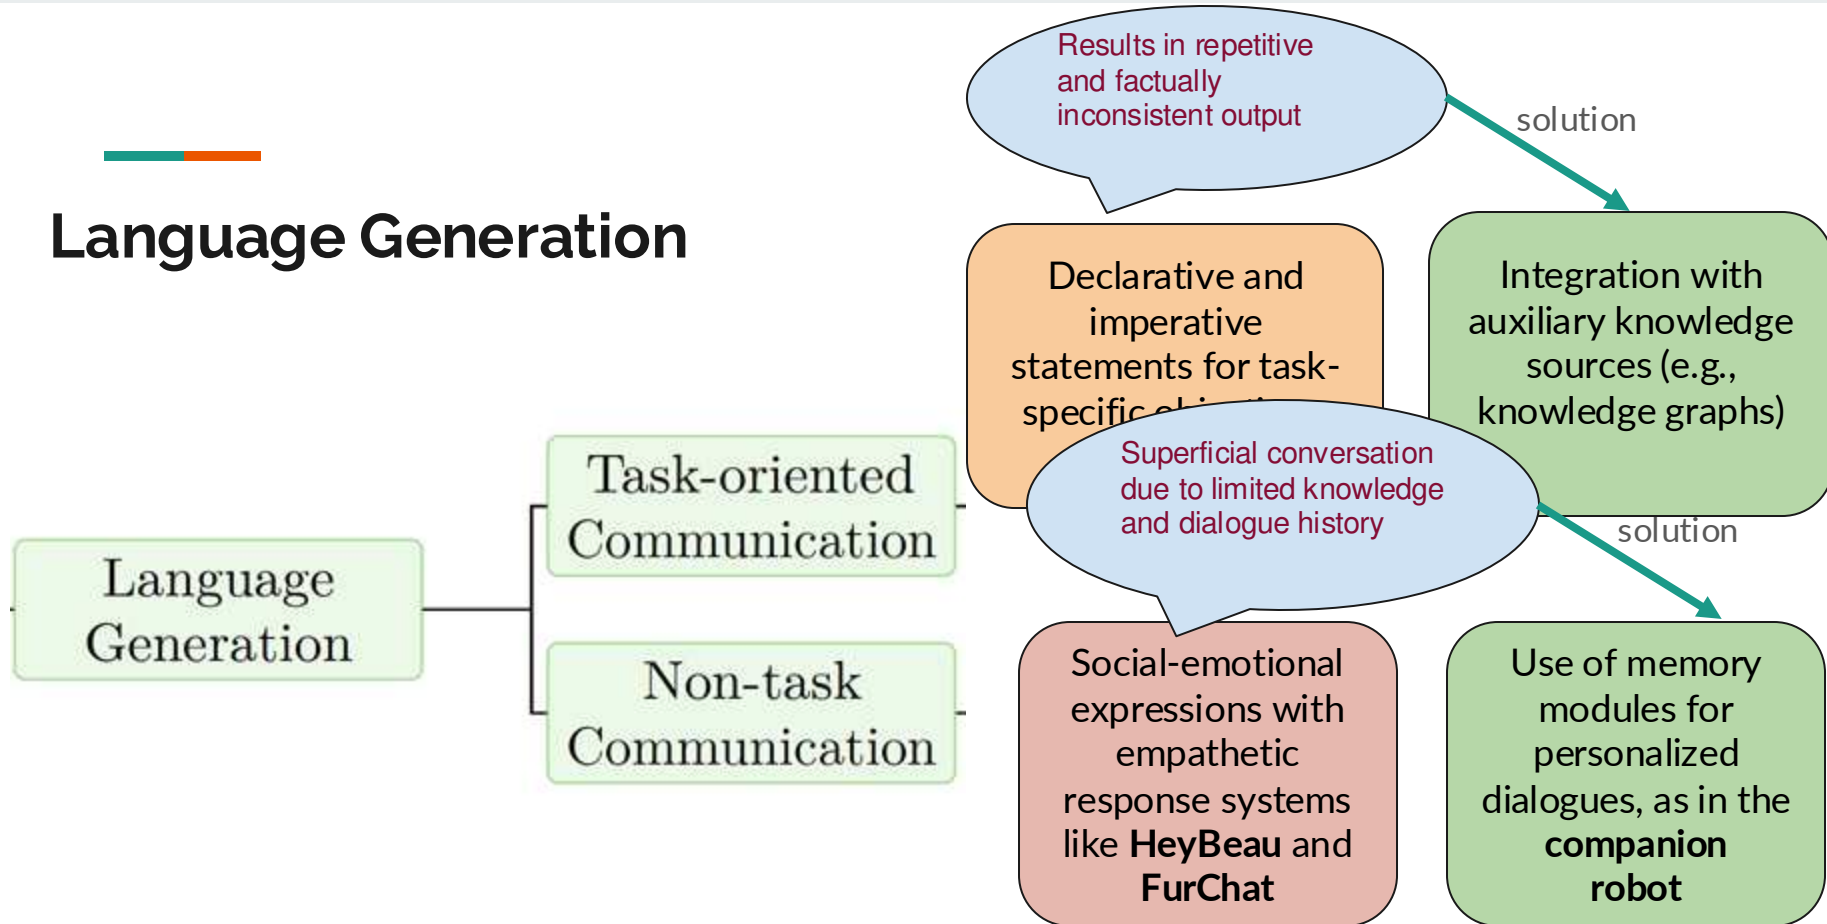 Language Generation
Language
Generation
Task-oriented
Communication
Non-task
Communication
Results in repetitive
and factually
inconsistent output
solution
Declarative and
imperative
statements for task-
specific
Integration with
auxiliary knowledge
sources (e.g.,
knowledge graphs)
Superficial conversation
due to limited knowledge
and dialogue history
solution
Social-emotional
expressions with
empathetic
response systems
like HeyBeau and
FurChat
Use of memory
modules for
personalized
dialogues, as in the
companion
robot